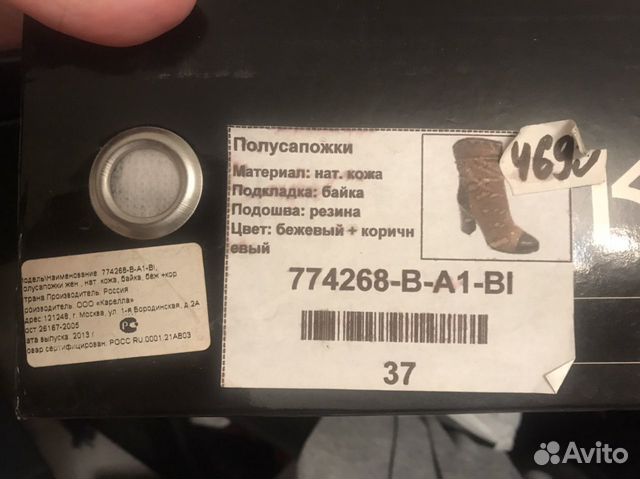 Полусапожки
Материал: нат. кожа
Подкладка: байка
Подошва: резина
Цвет: бежевый + коричн
евый
469
774268-B-A1-BI
37
одель\Наименование 774268-B-A1-BI,
олусапожки жен., нат. кожа, байка, беж +кор
трана Производитель: Россия
роизводитель: ООО «Карелла»
дрес:121248, г. Москва, ул. 1-я Бородинская, д.2А
ост:26167-2005
ата выпуска: 2013 г
овар сертифицирован: РОСС RU.0001.21АВ03
Avito